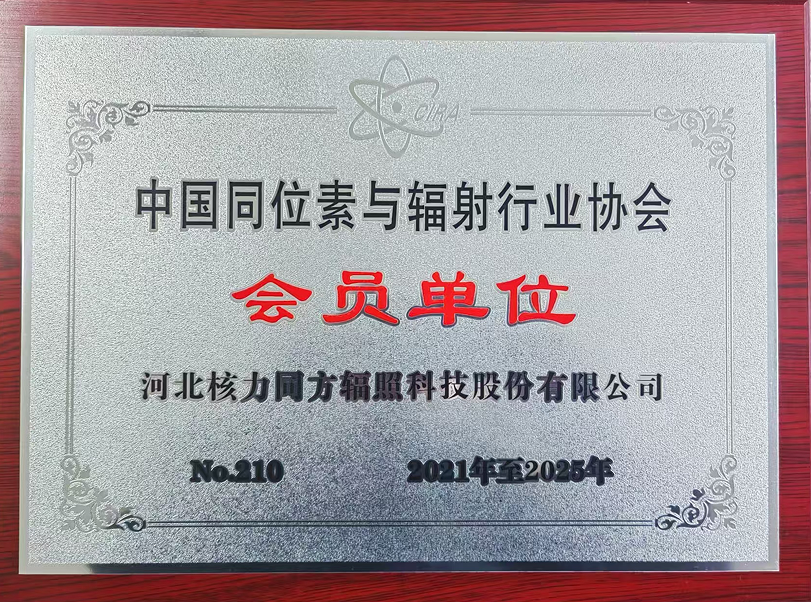 CIRA
中国同位素与辐射行业协会
会员单位
河北核力同方辐照科技股份有限公司
No.210 2021年至2025年